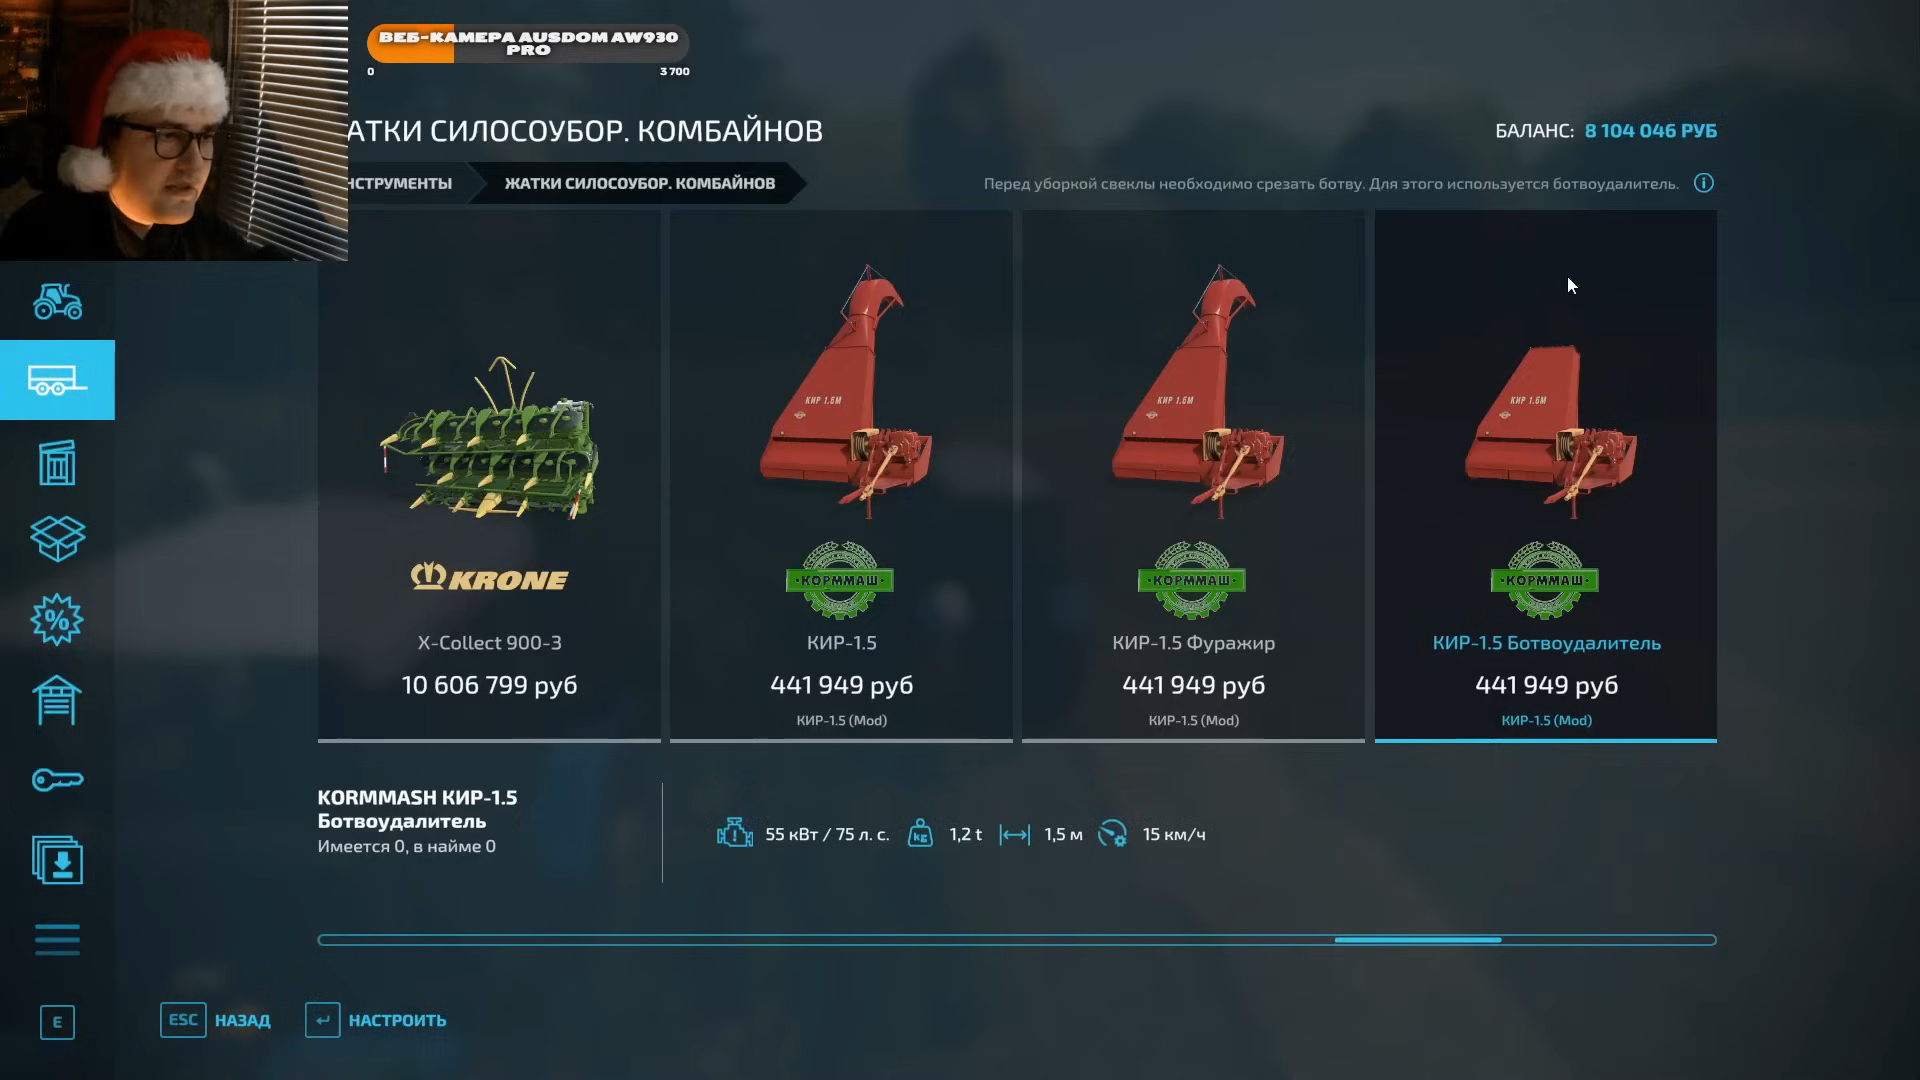 ВЕБ-КАМЕРА AUSDOM AW930
PRO
0
3 700
АТКИ СИЛОСОУБОР. КОМБАЙНОВ
БАЛАНС: 8 104 046 РУБ
НСТРУМЕНТЫ
ЖАТКИ СИЛОСОУБОР. КОМБАЙНОВ
Перед уборкой свеклы необходимо срезать ботву. Для этого используется ботвоудалитель.
КИР 1.5М
КИР 1.5М
КИР 1.5М
KRONE
КОРММАШ
КОРММАШ
КОРММАШ
X-Collect 900-3
КИР-1.5
КИР-1.5 Фуражир
КИР-1.5 Ботвоудалитель
10 606 799 руб
441 949 руб
441 949 руб
441 949 руб
КИР-1.5 (Mod)
КИР-1.5 (Mod)
КИР-1.5 (Mod)
KORMMASH КИР-1.5
Ботвоудалитель
Имеется 0, в найме 0
kg
55 кВт / 75 л. с.
1,2 t
1,5 м
15 км/ч
%
E
ESC НАЗАД
НАСТРОИТЬ